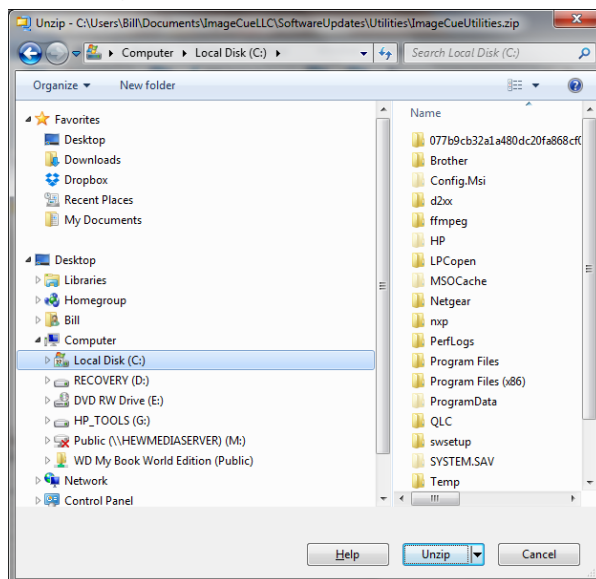 Unzip - C:\Users\Bill\Documents\ImageCueLLC\SoftwareUpdates\Utilities\ImageCueUtilities.zip
Computer Local Disk (C:)
Search Local Disk (C:)
Organize New folder
Favorites
Desktop
Downloads
Dropbox
Recent Places
My Documents
Desktop
Libraries
Homegroup
Bill
Computer
Local Disk (C:)
RECOVERY (D:)
DVD RW Drive (E:)
HP_TOOLS (G:)
Public (\\HEWMEDIASERVER) (M:)
WD My Book World Edition (Public)
Network
Control Panel
Name
077b9cb32a1a480dc20fa868cf0
Brother
Config.Msi
d2xx
ffmpeg
HP
LPCopen
MSOCache
Netgear
nxp
PerfLogs
Program Files
Program Files (x86)
ProgramData
QLC
swsetup
SYSTEM.SAV
Temp
Help Unzip Cancel